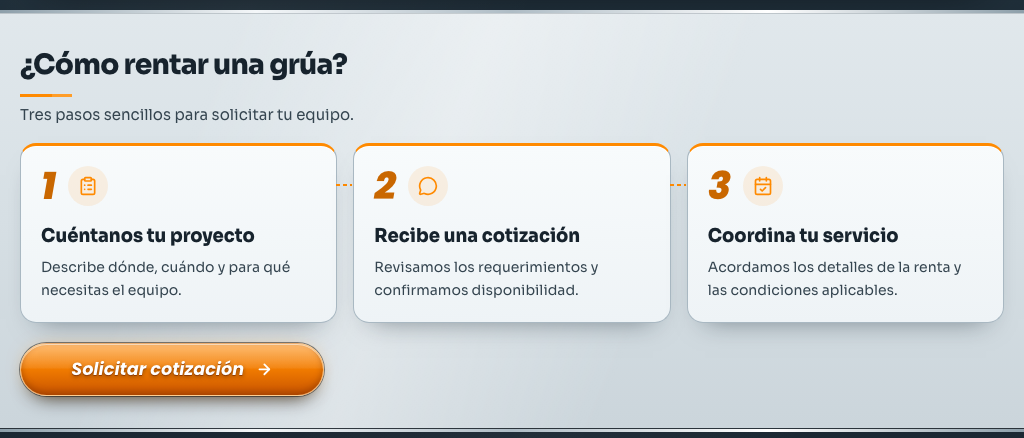 ¿Cómo rentar una grúa?
Tres pasos sencillos para solicitar tu equipo.
1
Cuéntanos tu proyecto
Describe dónde, cuándo y para qué
necesitas el equipo.
2
Recibe una cotización
Revisamos los requerimientos y
confirmamos disponibilidad.
3
Coordina tu servicio
Acordamos los detalles de la renta y
las condiciones aplicables.
Solicitar cotización →